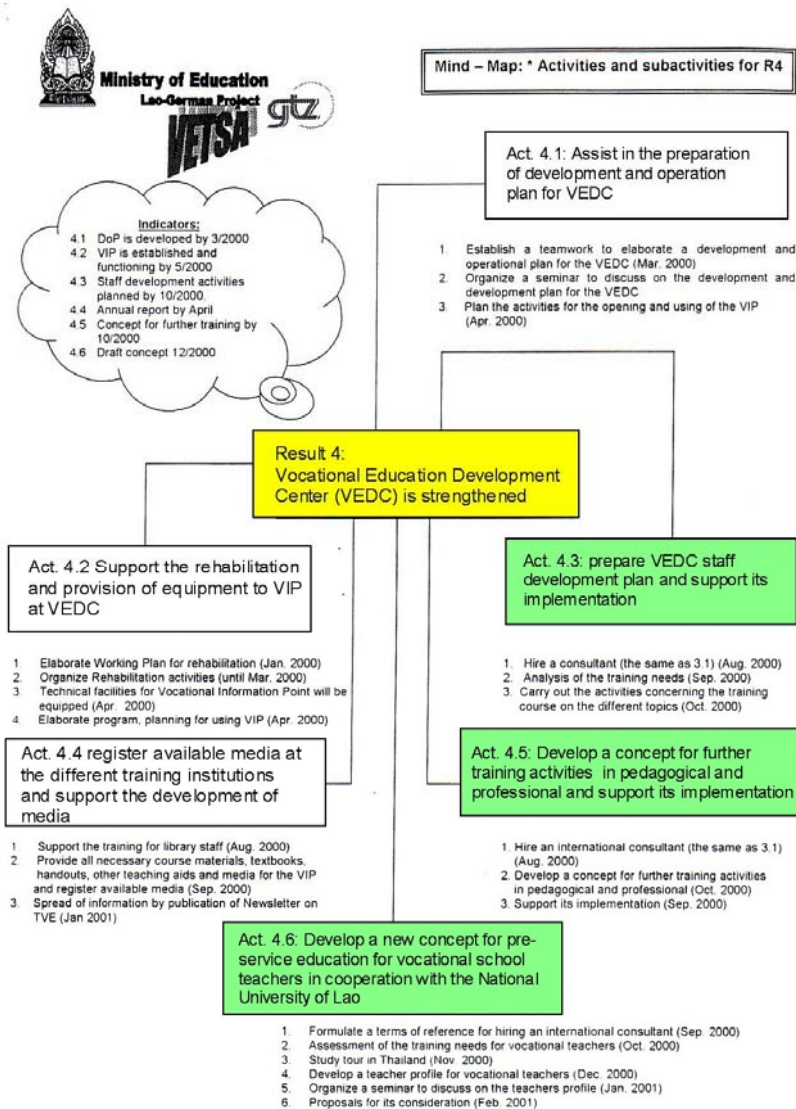 Ministry of Education
Lao-German Project
VETSA
gtz
Mind – Map: * Activities and subactivities for R4
Act. 4.1: Assist in the preparation
of development and operation
plan for VEDC
1. Establish a teamwork to elaborate a development and
operational plan for the VEDC (Mar. 2000)
2. Organize a seminar to discuss on the development and
development plan for the VEDC
3. Plan the activities for the opening and using of the VIP
(Apr. 2000)
Indicators:
4.1 DoP is developed by 3/2000
4.2 VIP is established and
functioning by 5/2000
4.3 Staff development activities
planned by 10/2000.
4.4 Annual report by April
4.5 Concept for further training by
10/2000
4.6 Draft concept 12/2000
Result 4:
Vocational Education Development
Center (VEDC) is strengthened
Act. 4.2 Support the rehabilitation
and provision of equipment to VIP
at VEDC
1. Elaborate Working Plan for rehabilitation (Jan. 2000)
2. Organize Rehabilitation activities (until Mar. 2000)
3. Technical facilities for Vocational Information Point will be
equipped (Apr. 2000)
4. Elaborate program, planning for using VIP (Apr. 2000)
Act. 4.3: prepare VEDC staff
development plan and support its
implementation
1. Hire a consultant (the same as 3.1) (Aug. 2000)
2. Analysis of the training needs (Sep. 2000)
3. Carry out the activities concerning the training
course on the different topics (Oct. 2000)
Act. 4.4 register available media at
the different training institutions
and support the development of
media
1. Support the training for library staff (Aug. 2000)
2. Provide all necessary course materials, textbooks,
handouts, other teaching aids and media for the VIP
and register available media (Sep. 2000)
3. Spread of information by publication of Newsletter on
TVE (Jan 2001)
Act. 4.5: Develop a concept for further
training activities in pedagogical and
professional and support its implementation
1. Hire an international consultant (the same as 3.1)
(Aug. 2000)
2. Develop a concept for further training activities
in pedagogical and professional (Oct. 2000)
3. Support its implementation (Sep. 2000)
Act. 4.6: Develop a new concept for pre-
service education for vocational school
teachers in cooperation with the National
University of Lao
1. Formulate a terms of reference for hiring an international consultant (Sep. 2000)
2. Assessment of the training needs for vocational teachers (Oct. 2000)
3. Study tour in Thailand (Nov. 2000)
4. Develop a teacher profile for vocational teachers (Dec. 2000)
5. Organize a seminar to discuss on the teachers profile (Jan. 2001)
6. Proposals for its consideration (Feb. 2001)